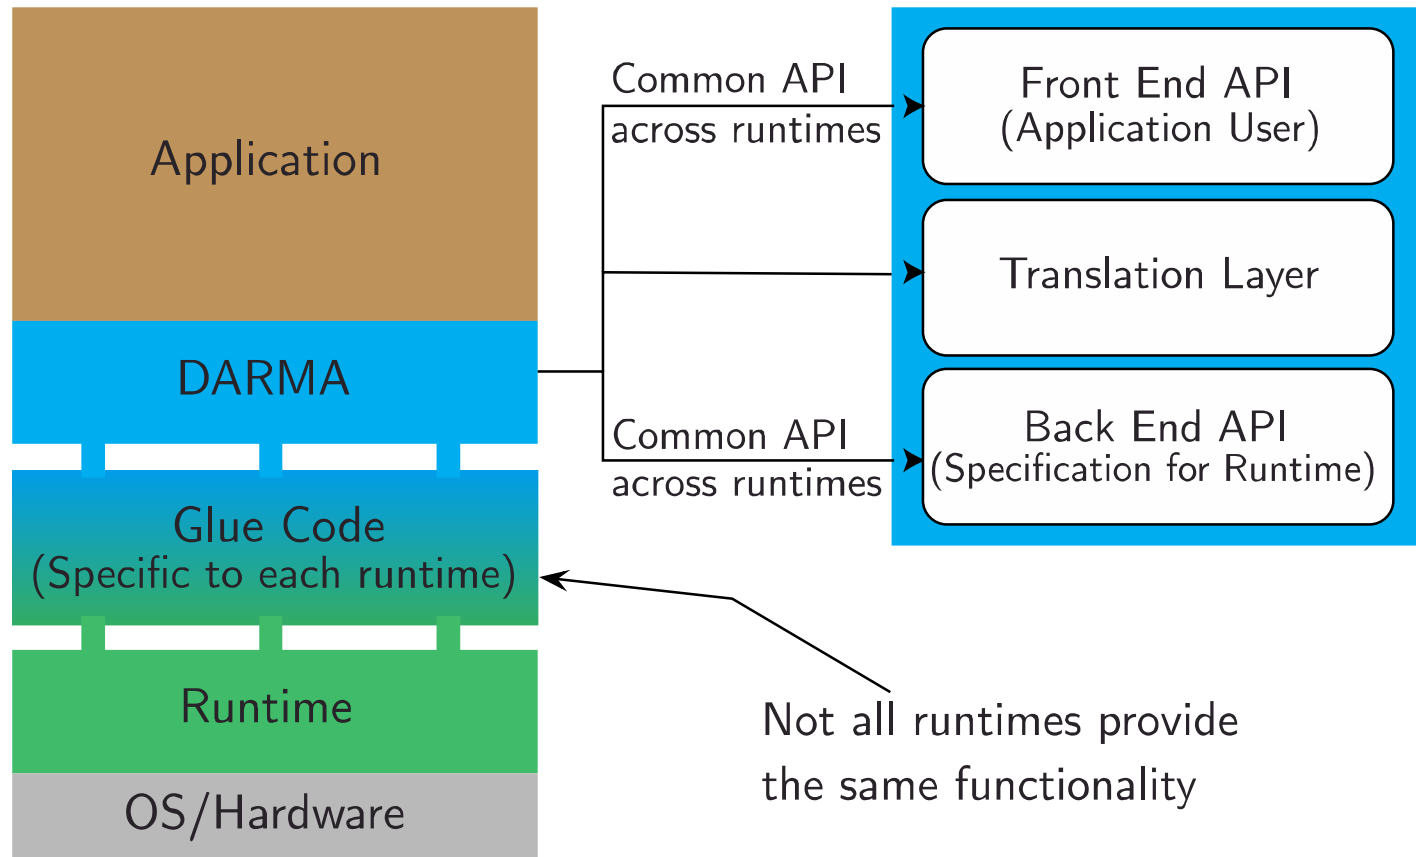 Application
DARMA
Glue Code
(Specific to each runtime)
Runtime
OS/Hardware
Common API
across runtimes
Common API
across runtimes
Front End API
(Application User)
Translation Layer
Back End API
(Specification for Runtime)
Not all runtimes provide
the same functionality